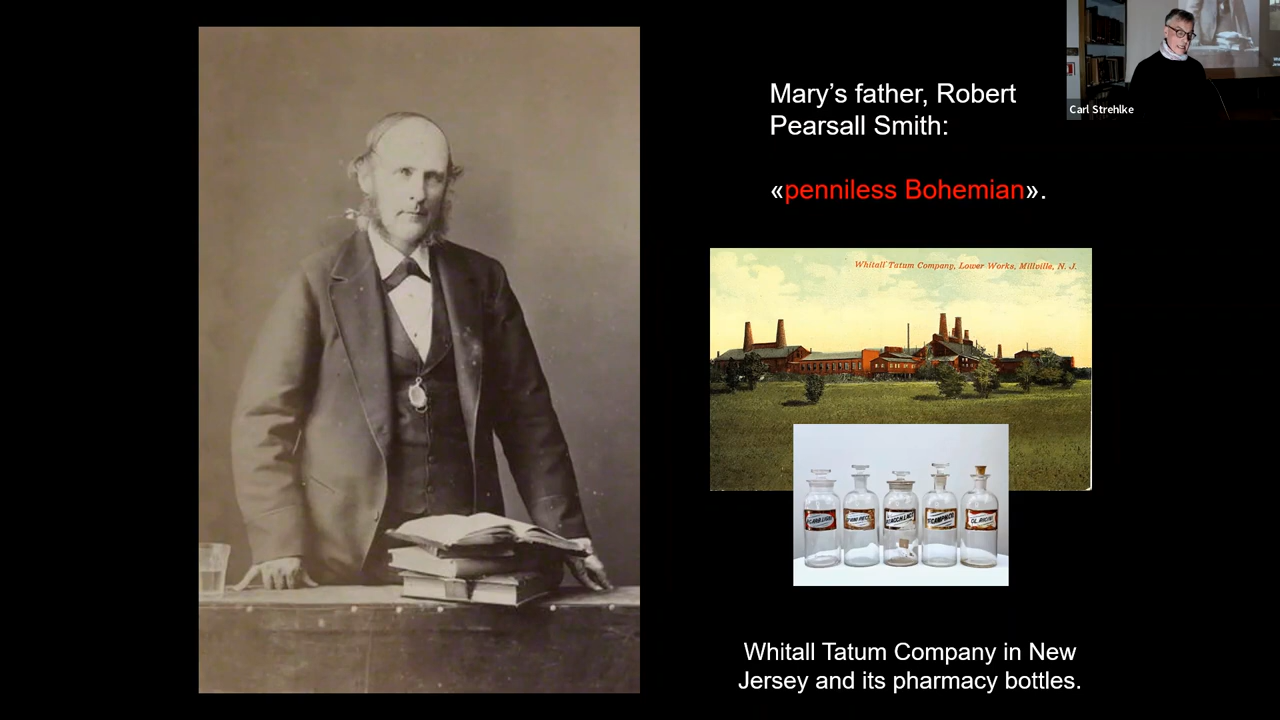 Mary’s father, Robert
Pearsall Smith:
«penniless Bohemian».
Carl Strehlke
Whitall Tatum Company, Lower Works, Millville, N. J.
Whitall Tatum Company in New
Jersey and its pharmacy bottles.